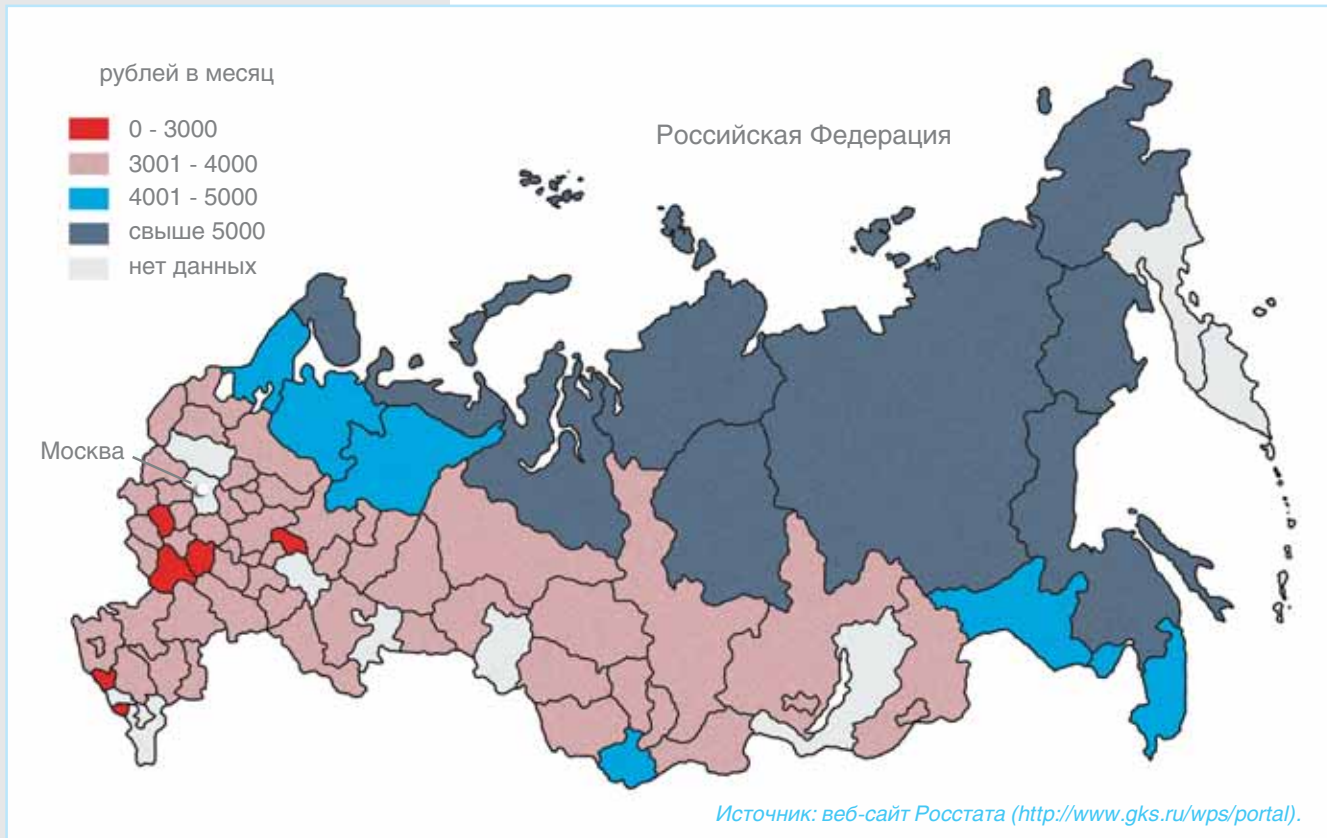 рублей в месяц
0 - 3000
3001 - 4000
4001 - 5000
свыше 5000
нет данных
Российская Федерация
Москва
Источник: веб-сайт Росстата (http://www.gks.ru/wps/portal).